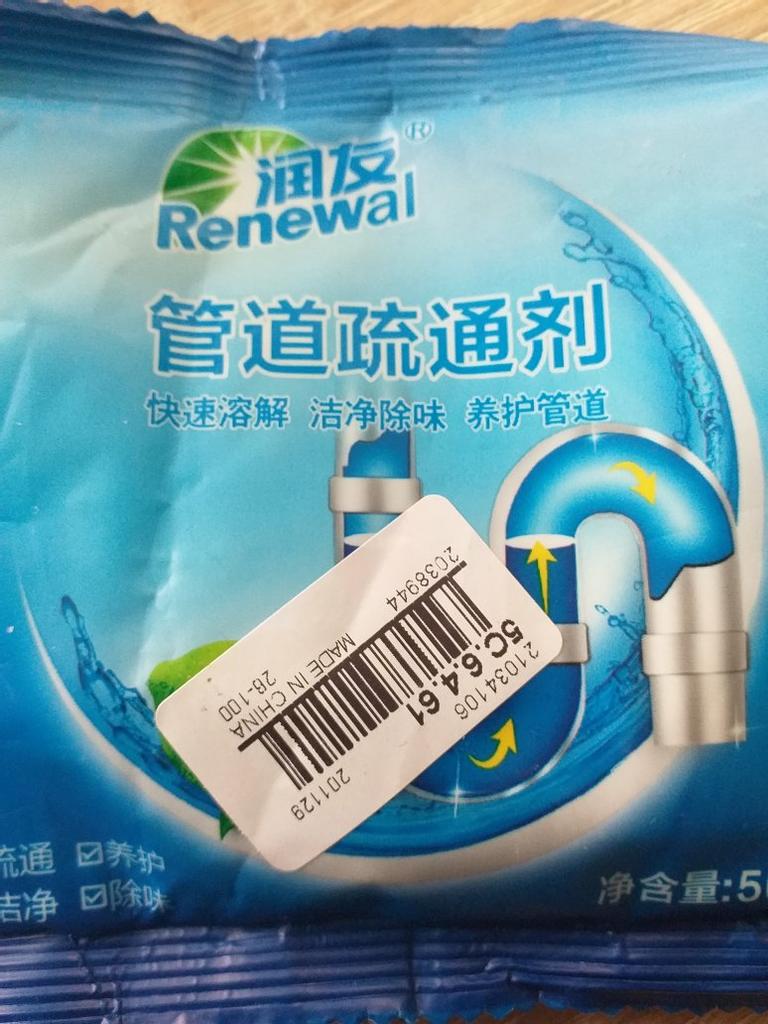 润友®
Renewal
管道疏通剂
快速溶解 洁净除味 养护管道
2038944
5C.6.4.61
21034106
MADE IN CHINA
28-100
201129
疏通 ☑养护
洁净 ☑除味
净含量:5